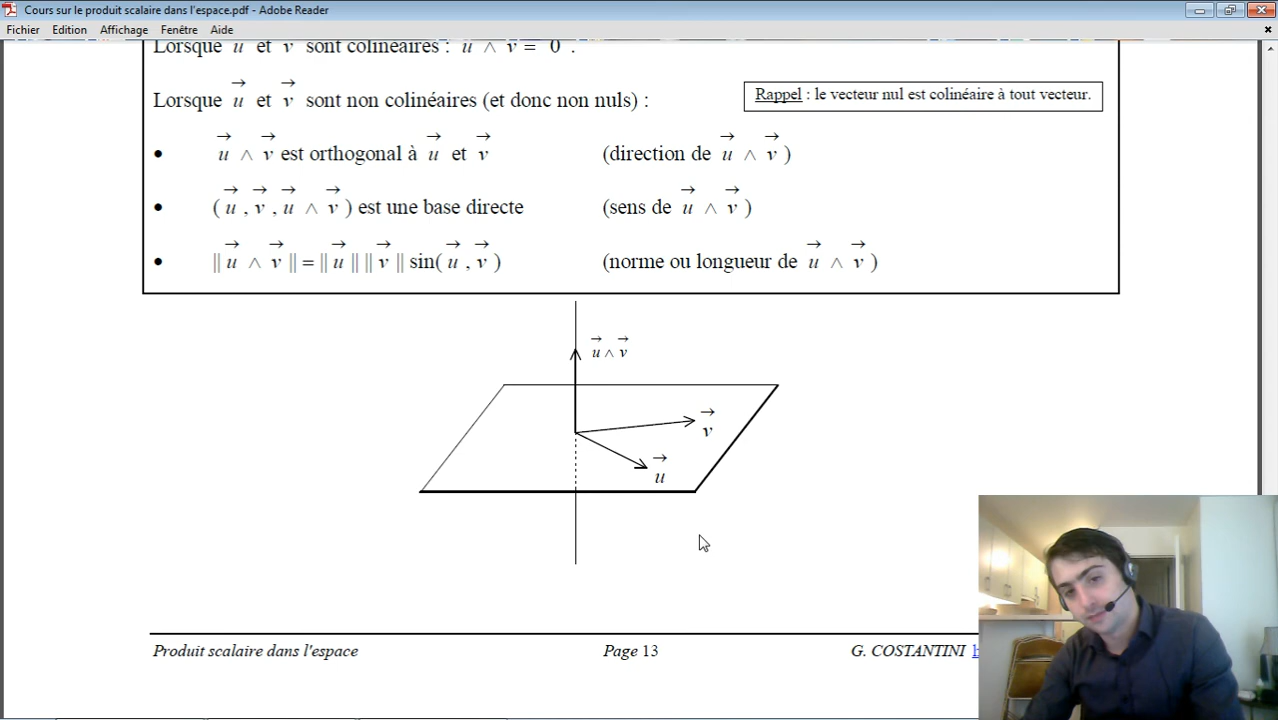 Cours sur le produit scalaire dans l'espace.pdf - Adobe Reader
Fichier Edition Affichage Fenêtre Aide
Lorsque u et v sont colinéaires : u ∧ v = 0 .
Lorsque u et v sont non colinéaires (et donc non nuls) :
Rappel : le vecteur nul est colinéaire à tout vecteur.
• u ∧ v est orthogonal à u et v (direction de u ∧ v )
• ( u , v , u ∧ v ) est une base directe (sens de u ∧ v )
• || u ∧ v || = || u || || v || sin( u , v ) (norme ou longueur de u ∧ v )
u ∧ v
v
u
Produit scalaire dans l'espace Page 13 G. COSTANTINI